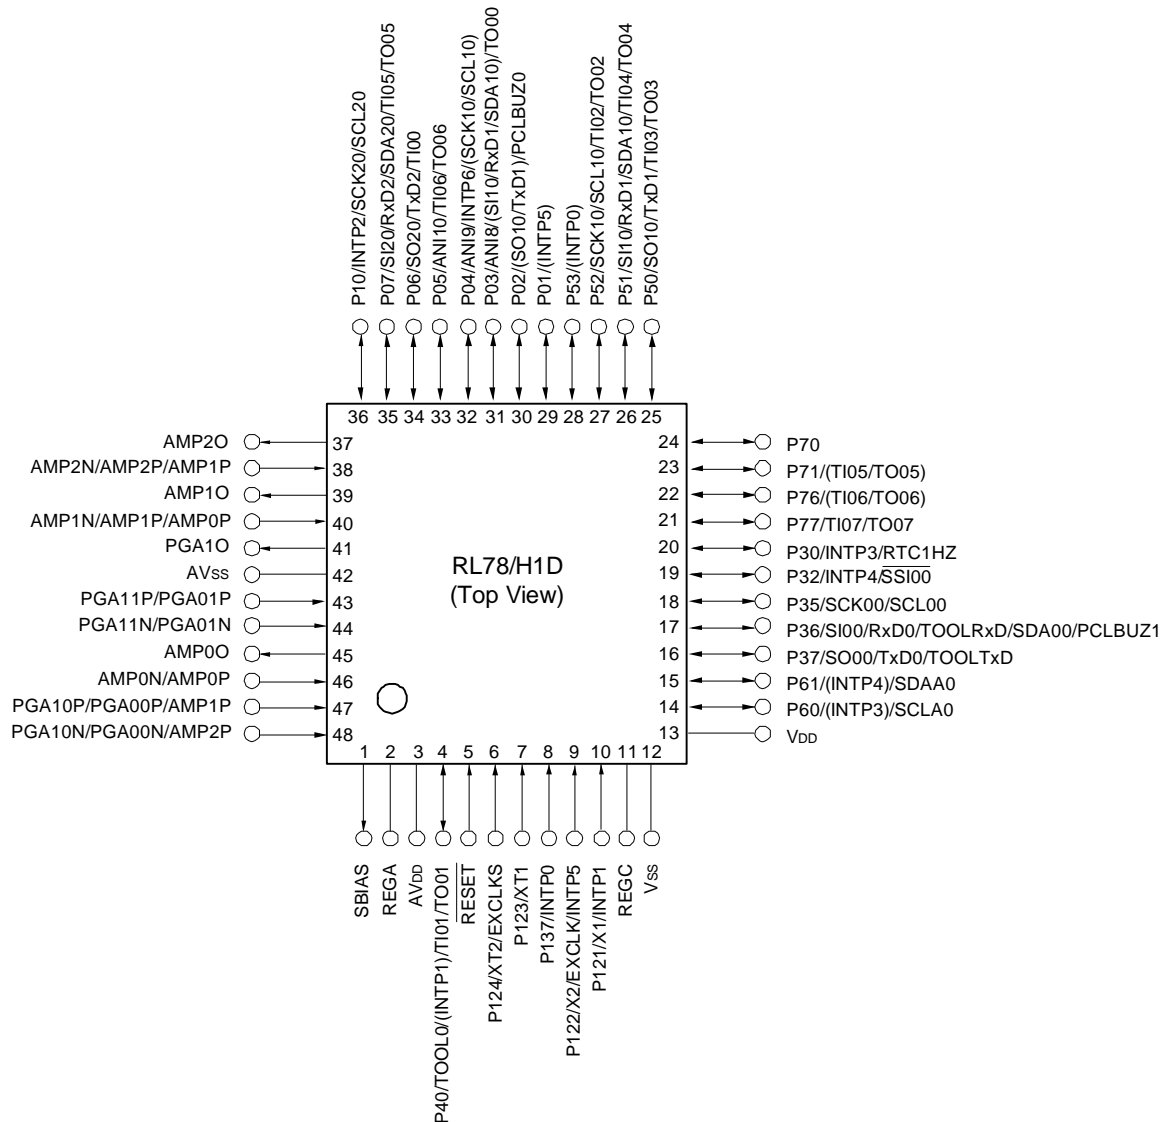 P10/INTP2/SCK20/SCL20
P07/SI20/RxD2/SDA20/TI05/TO05
P06/SO20/TxD2/TI00
P05/ANI10/TI06/TO06
P04/ANI9/INTP6/(SCK10/SCL10)
P03/ANI8/(SI10/RxD1/SDA10)/TO00
P02/(SO10/TxD1)/PCLBUZ0
P01/(INTP5)
P53/(INTP0)
P52/SCK10/SCL10/TI02/TO02
P51/SI10/RxD1/SDA10/TI04/TO04
P50/SO10/TxD1/TI03/TO03
36 35 34 33 32 31 30 29 28 27 26 25
AMP2O 37
AMP2N/AMP2P/AMP1P 38
AMP1O 39
AMP1N/AMP1P/AMP0P 40
PGA1O 41
AVSS 42
PGA11P/PGA01P 43
PGA11N/PGA01N 44
AMP0O 45
AMP0N/AMP0P 46
PGA10P/PGA00P/AMP1P 47
PGA10N/PGA00N/AMP2P 48
RL78/H1D
(Top View)
24 P70
23 P71/(TI05/TO05)
22 P76/(TI06/TO06)
21 P77/TI07/TO07
20 P30/INTP3/RTC1HZ
19 P32/INTP4/SSI00
18 P35/SCK00/SCL00
17 P36/SI00/RxD0/TOOLRxD/SDA00/PCLBUZ1
16 P37/SO00/TxD0/TOOLTxD
15 P61/(INTP4)/SDAA0
14 P60/(INTP3)/SCLA0
13 VDD
1 2 3 4 5 6 7 8 9 10 11 12
SBIAS
REGA
AVDD
P40/TOOL0/(INTP1)/TI01/TO01
RESET
P124/XT2/EXCLKS
P123/XT1
P137/INTP0
P122/X2/EXCLK/INTP5
P121/X1/INTP1
REGC
VSS